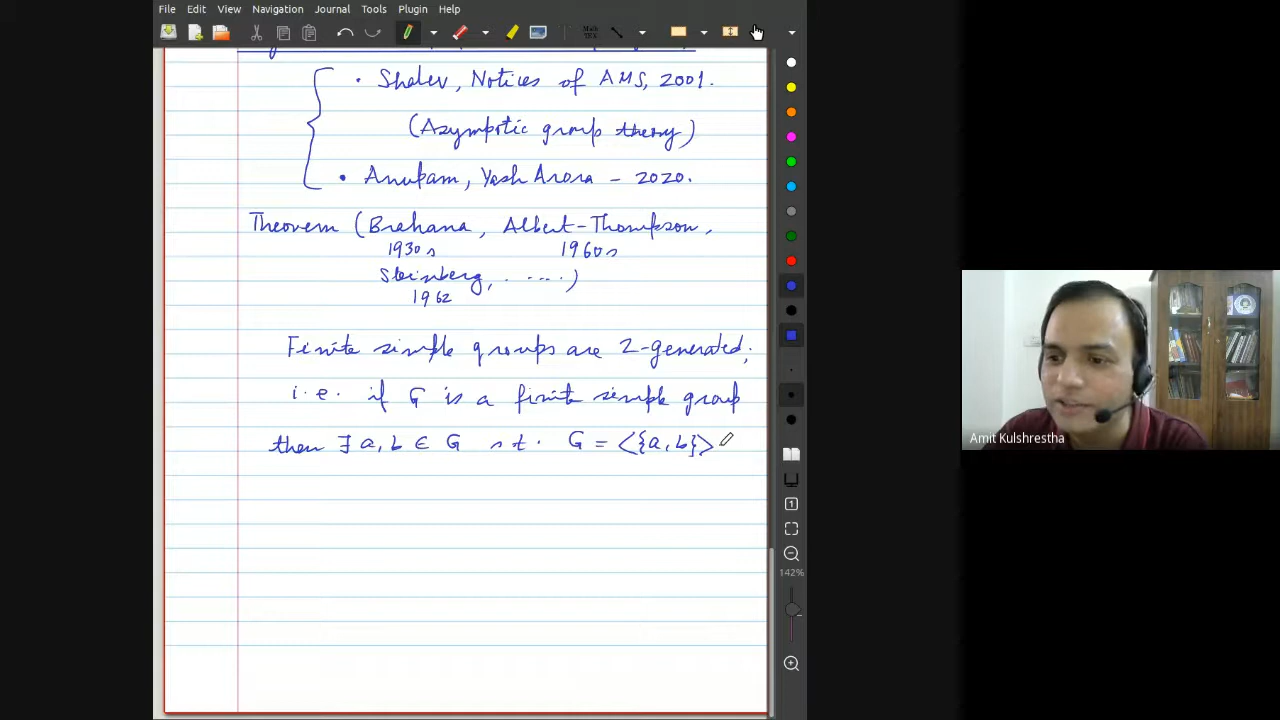 File Edit View Navigation Journal Tools Plugin Help
• Shalev, Notices of AMS, 2001.
(Asympotic group theory)
• Anupam, Yash Arora - 2020.
Theorem (Brahana, Albert-Thompson,
1930s 1960s
Steinberg, .....)
1962
Finite simple groups are 2-generated,
i.e. if G is a finite simple group
then ∃ a, b ∈ G s.t. G = <{a, b}>
142%
Amit Kulshrestha